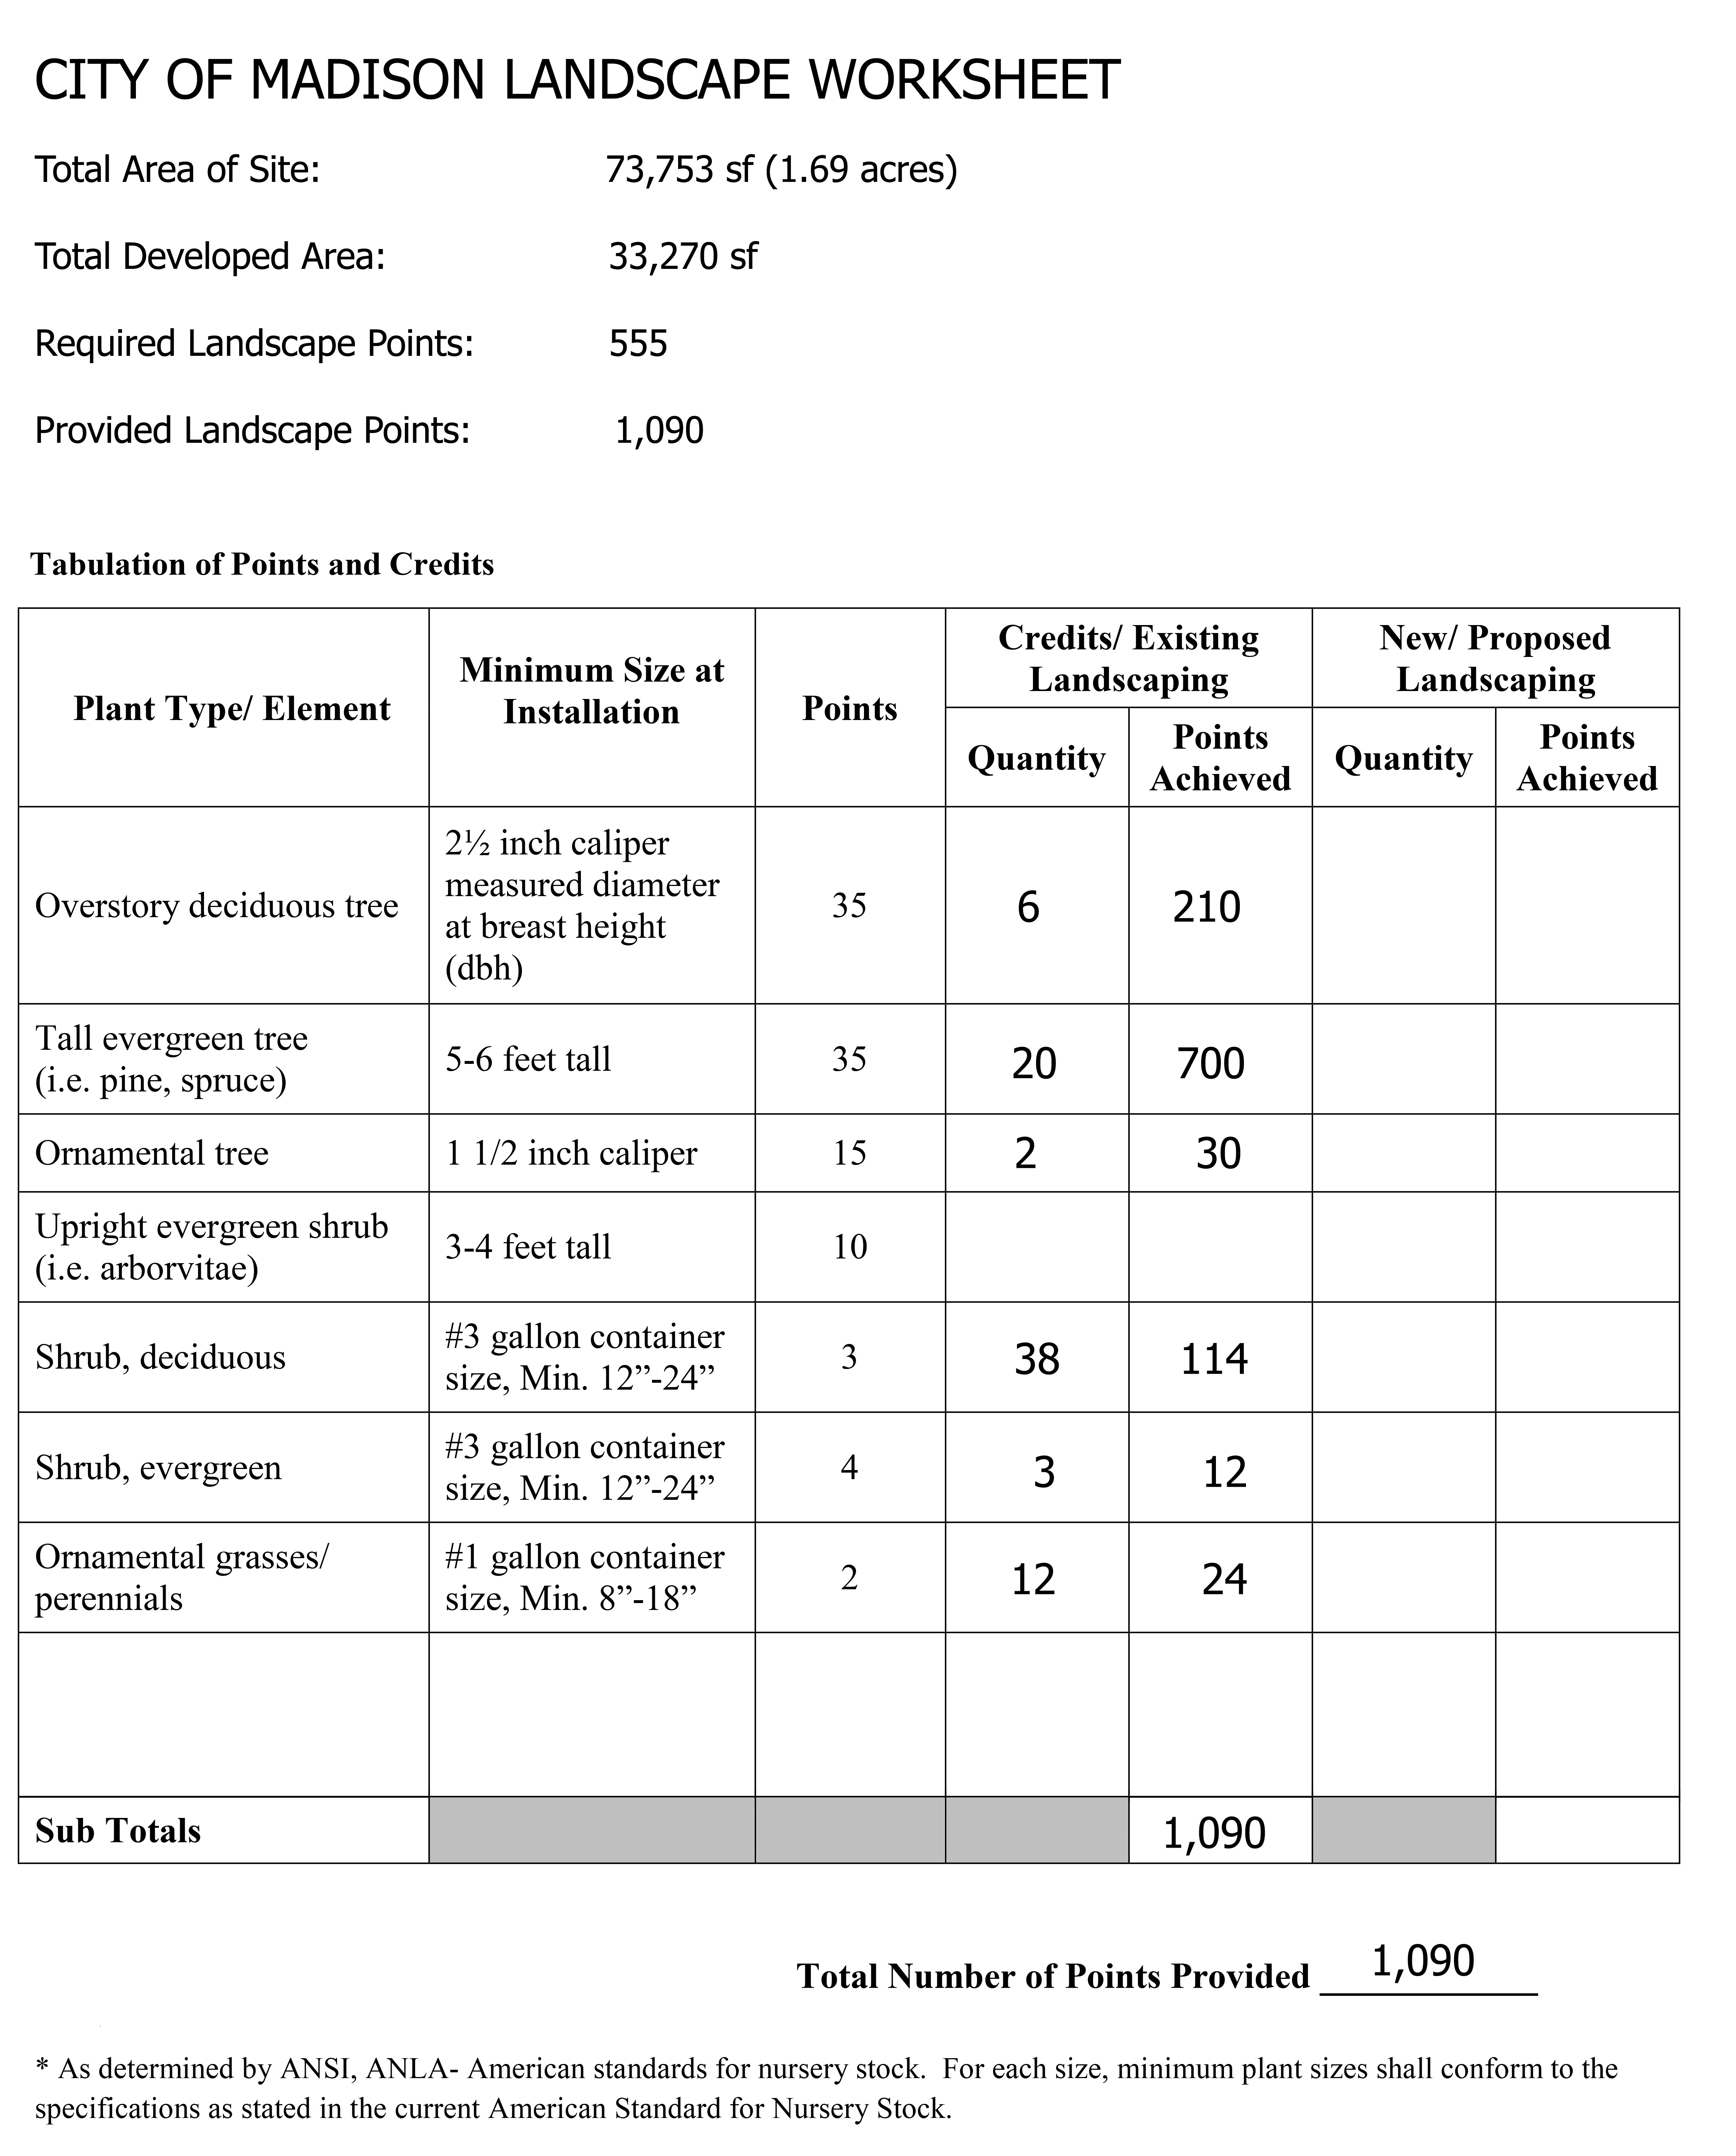 CITY OF MADISON LANDSCAPE WORKSHEET
Total Area of Site: 73,753 sf (1.69 acres)
Total Developed Area: 33,270 sf
Required Landscape Points: 555
Provided Landscape Points: 1,090
Tabulation of Points and Credits
Plant Type/ Element
Minimum Size at
Installation
Points
Credits/ Existing
Landscaping
New/ Proposed
Landscaping
Quantity
Points
Achieved
Quantity
Points
Achieved
Overstory deciduous tree
2½ inch caliper
measured diameter
at breast height
(dbh)
35
6
210
Tall evergreen tree
(i.e. pine, spruce)
5-6 feet tall
35
20
700
Ornamental tree
1 1/2 inch caliper
15
2
30
Upright evergreen shrub
(i.e. arborvitae)
3-4 feet tall
10
Shrub, deciduous
#3 gallon container
size, Min. 12”-24”
3
38
114
Shrub, evergreen
#3 gallon container
size, Min. 12”-24”
4
3
12
Ornamental grasses/
perennials
#1 gallon container
size, Min. 8”-18”
2
12
24
Sub Totals
1,090
Total Number of Points Provided 1,090
* As determined by ANSI, ANLA- American standards for nursery stock. For each size, minimum plant sizes shall conform to the
specifications as stated in the current American Standard for Nursery Stock.